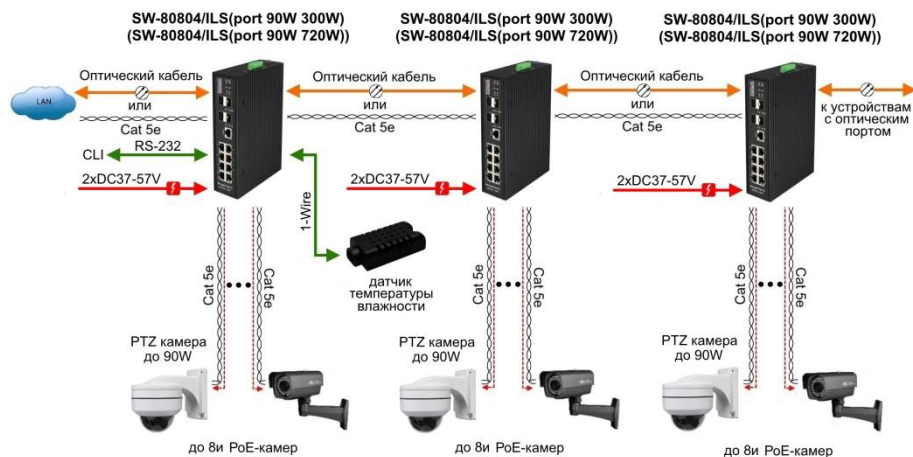 SW-80804/ILS(port 90W 300W)
(SW-80804/ILS(port 90W 720W))
SW-80804/ILS(port 90W 300W)
(SW-80804/ILS(port 90W 720W))
SW-80804/ILS(port 90W 300W)
(SW-80804/ILS(port 90W 720W))
Оптический кабель
или
Cat 5e
LAN
RS-232
CLI
2xDC37-57V
Оптический кабель
или
Cat 5e
2xDC37-57V
Оптический кабель
или
Cat 5e
2xDC37-57V
к устройствам
с оптическим
портом
1-Wire
датчик
температуры
влажности
Cat 5e
Cat 5e
Cat 5e
Cat 5e
Cat 5e
Cat 5e
PTZ камера
до 90W
PTZ камера
до 90W
PTZ камера
до 90W
до 8и PoE-камер
до 8и PoE-камер
до 8и PoE-камер